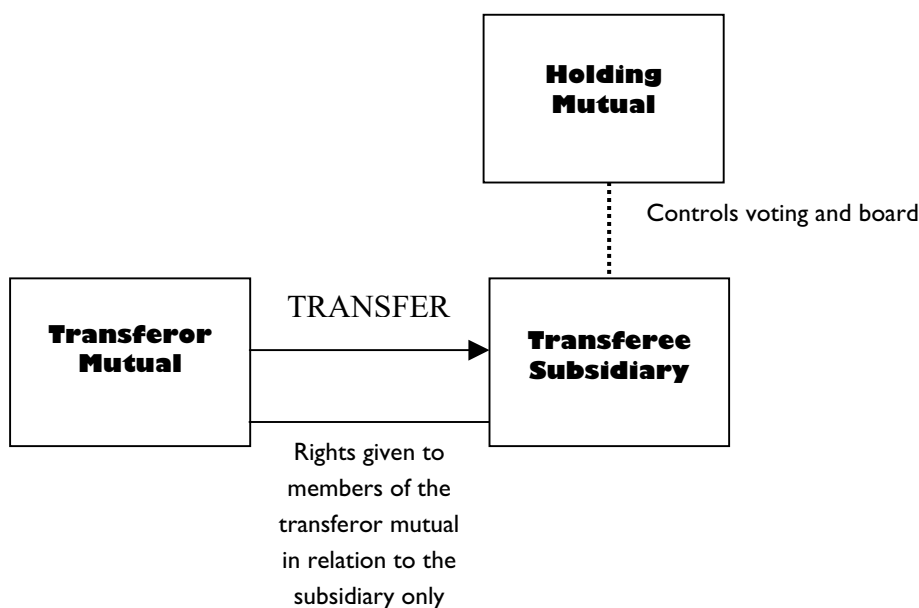 Holding
Mutual
Controls voting and board
TRANSFER
Transferor
Mutual
Transferee
Subsidiary
Rights given to
members of the
transferor mutual
in relation to the
subsidiary only